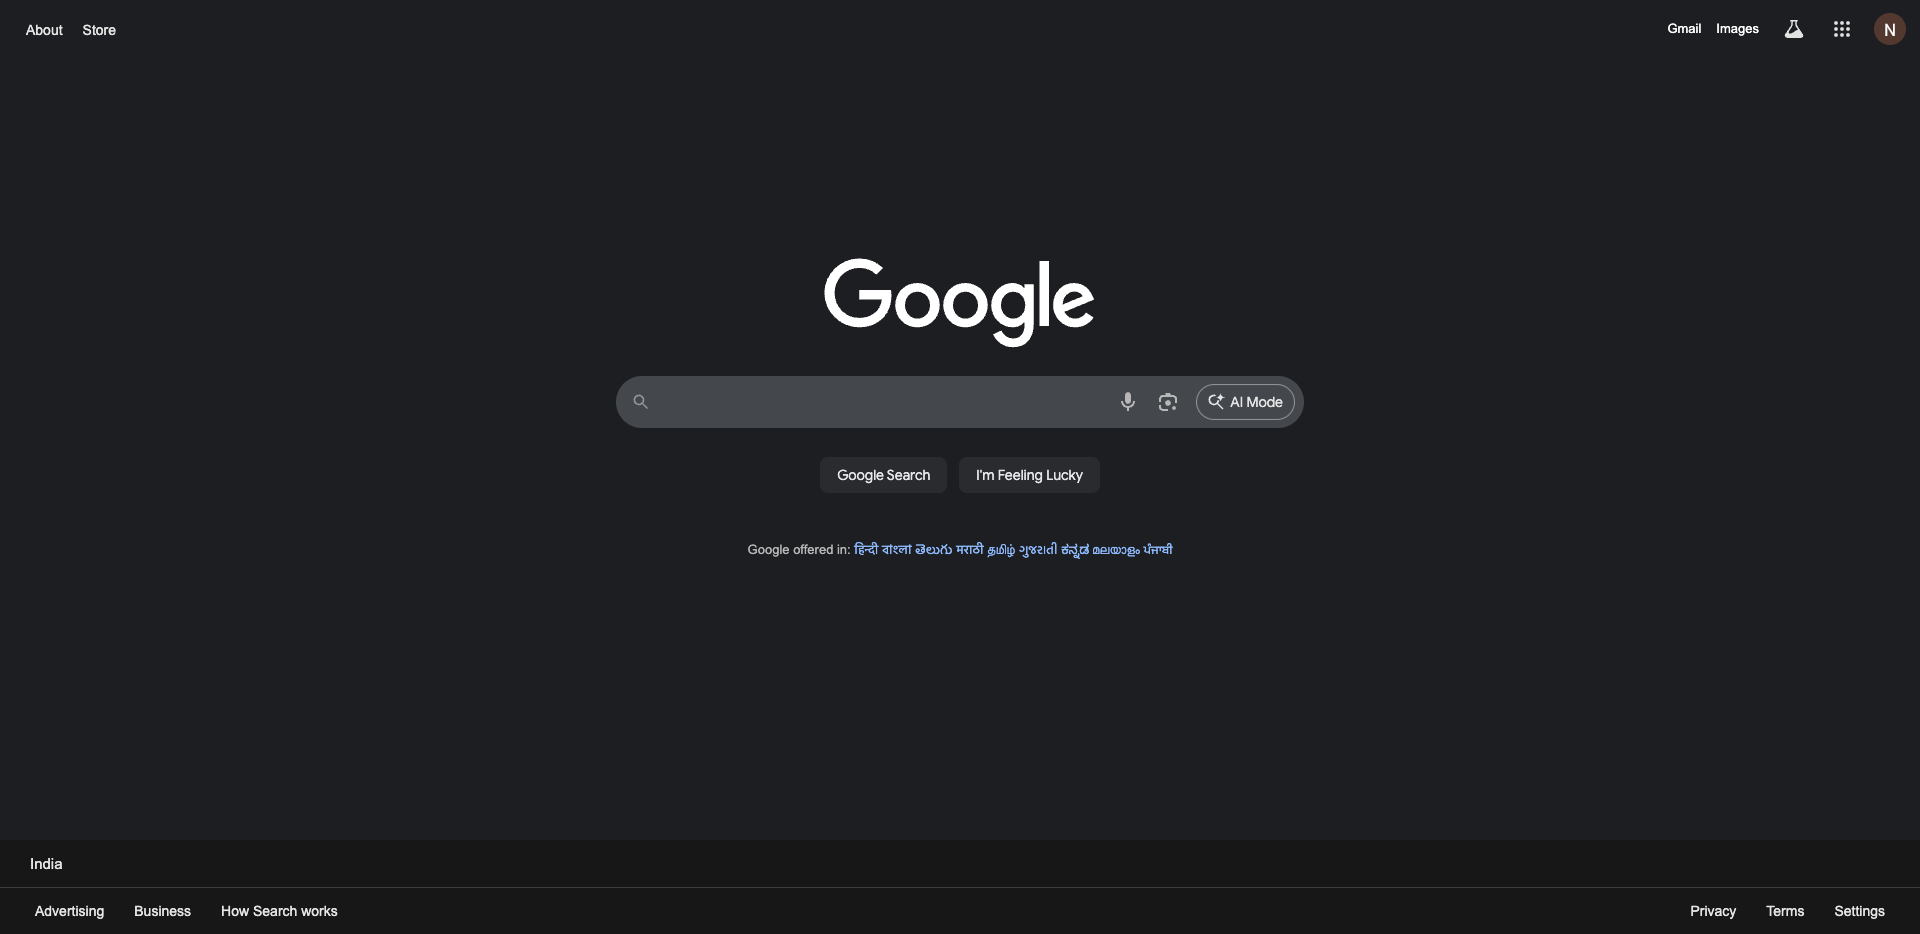 About Store Gmail Images N
Google
AI Mode
Google Search I'm Feeling Lucky
Google offered in: हिन्दी বাংলা తెలుగు मराठी தமிழ் ગુજરાતી ಕನ್ನಡ മലയാളം ਪੰਜਾਬੀ
India
Advertising Business How Search works Privacy Terms Settings